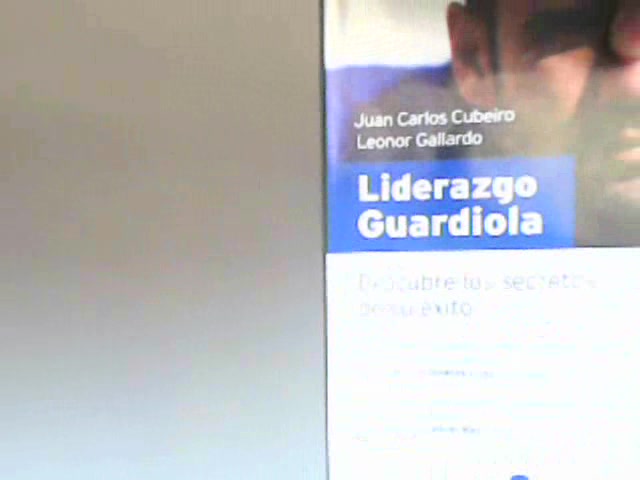 Juan Carlos Cubeiro
Leonor Gallardo
Liderazgo
Guardiola
Descubre los secretos
de su éxito